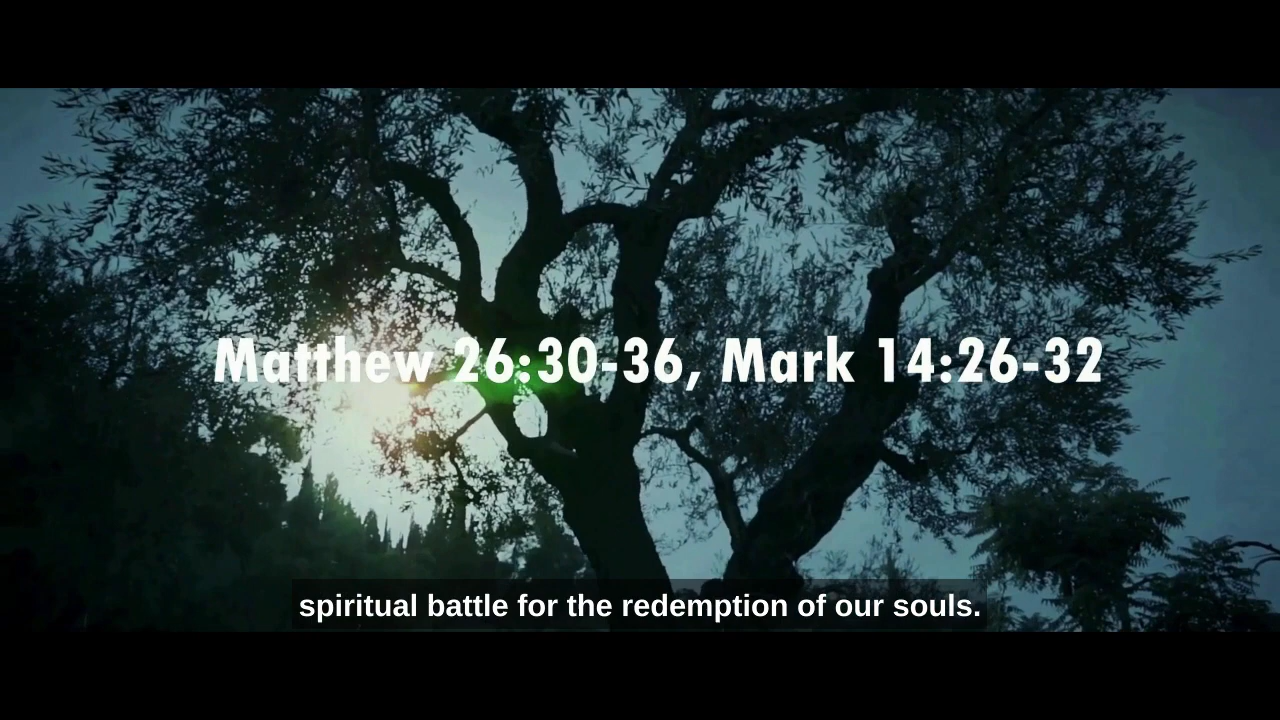 Matthew 26:30-36, Mark 14:26-32
spiritual battle for the redemption of our souls.